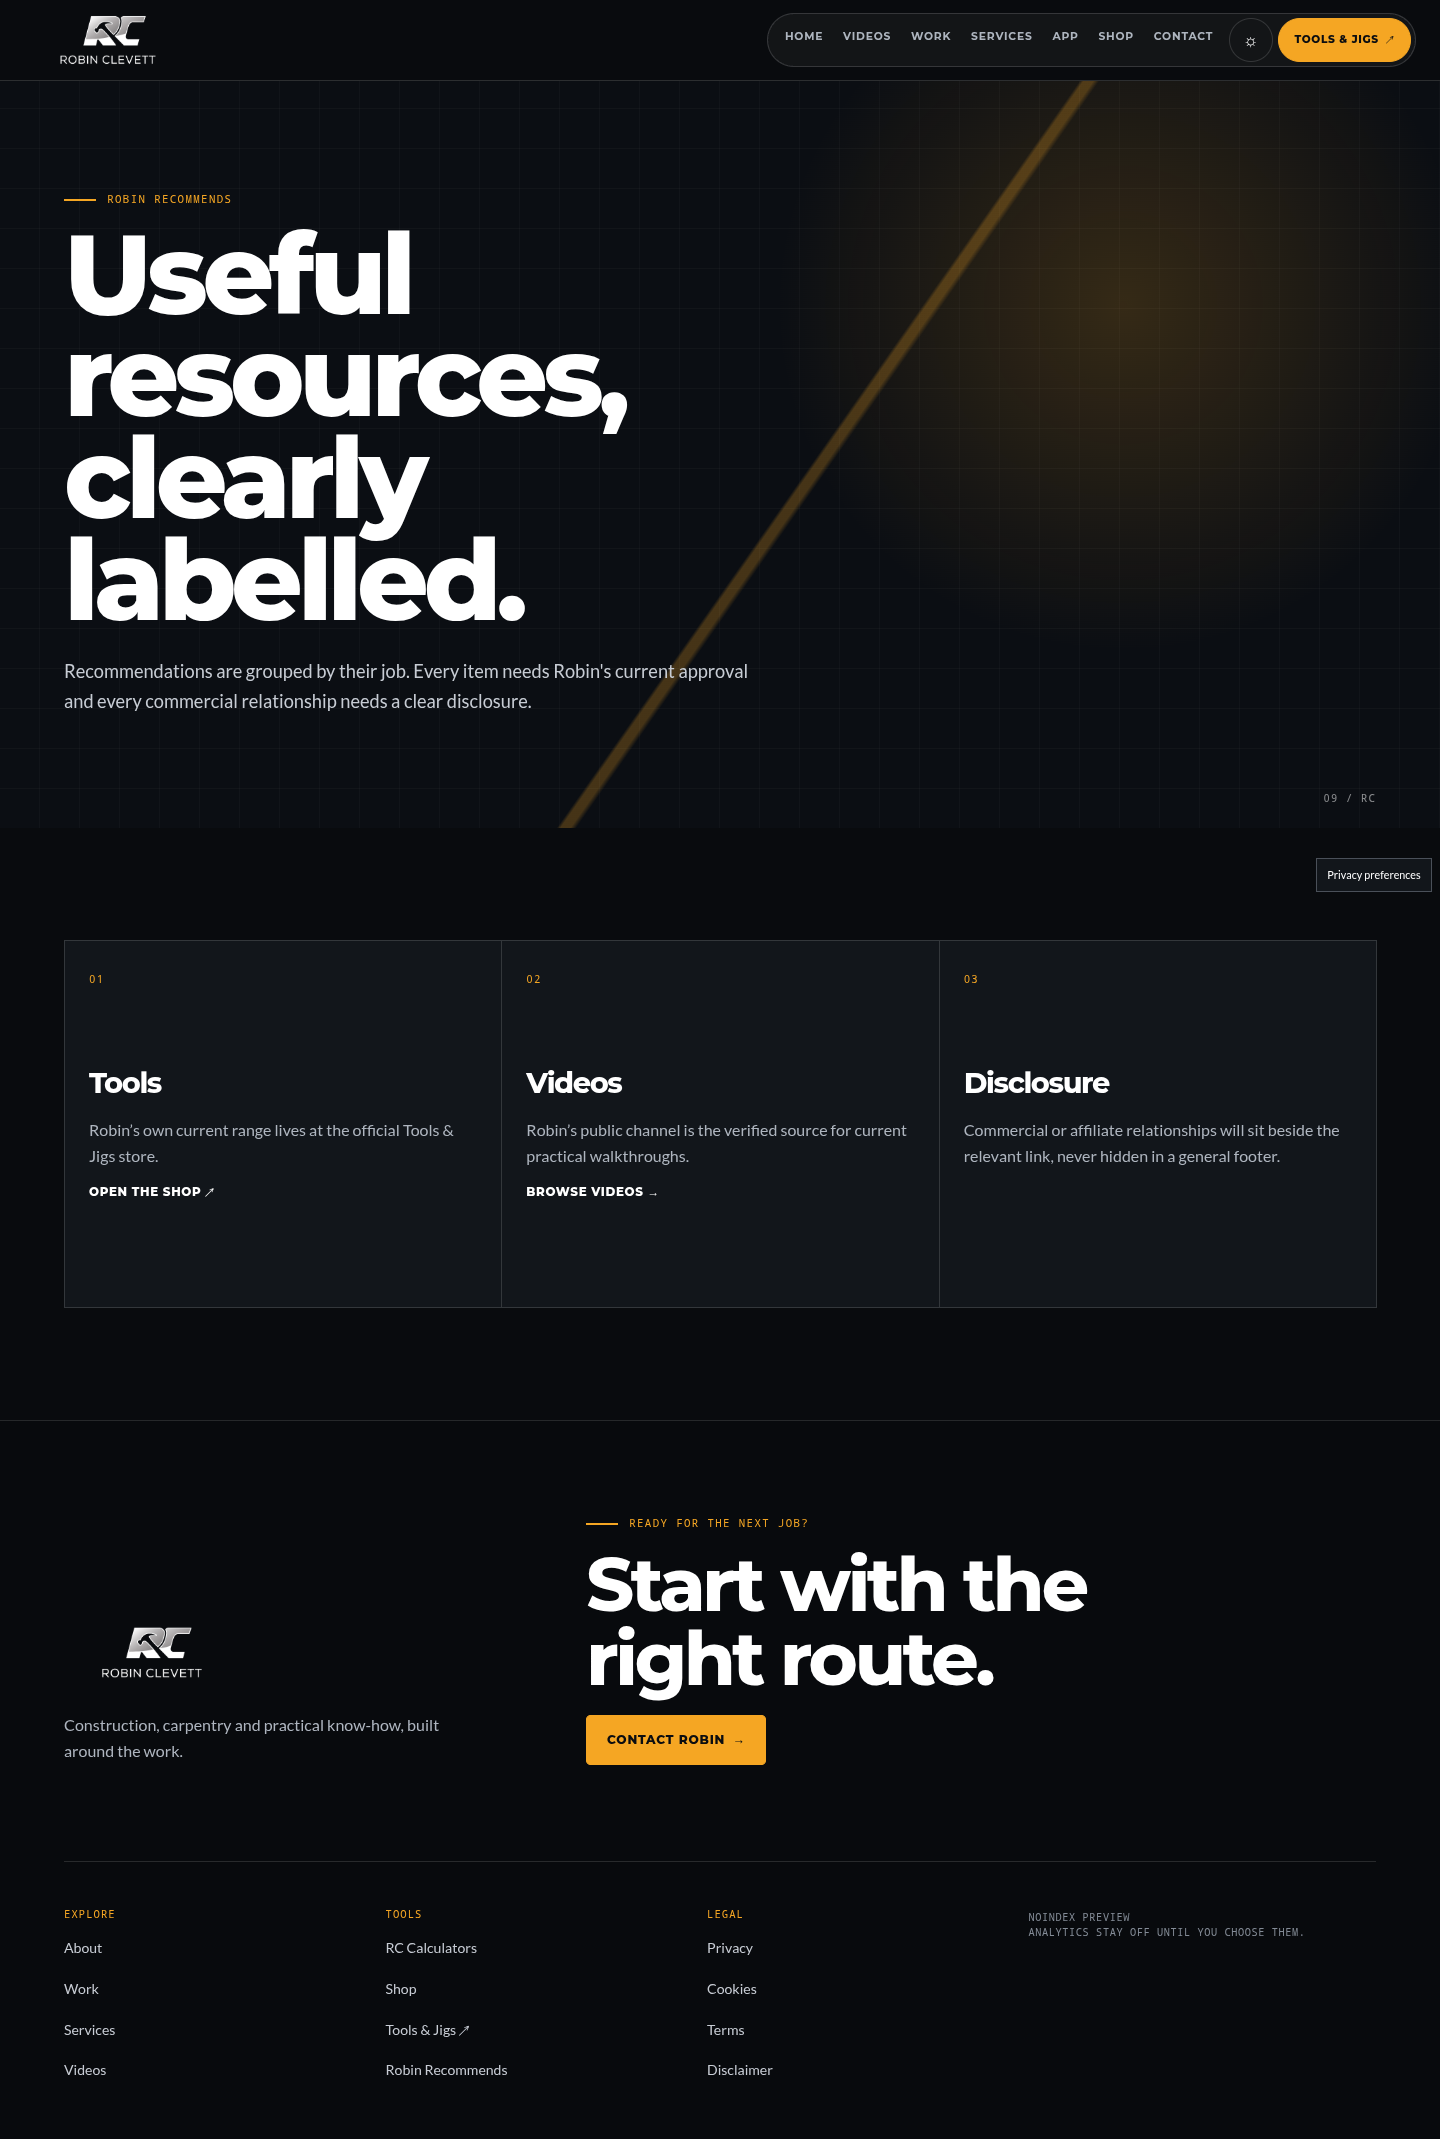 RC
ROBIN CLEVETT
HOME VIDEOS WORK SERVICES APP SHOP CONTACT ☼ TOOLS & JIGS ↗
ROBIN RECOMMENDS
Useful
resources,
clearly
labelled.
Recommendations are grouped by their job. Every item needs Robin's current approval
and every commercial relationship needs a clear disclosure.
09 / RC
Privacy preferences
01
Tools
Robin’s own current range lives at the official Tools &
Jigs store.
OPEN THE SHOP ↗
02
Videos
Robin’s public channel is the verified source for current
practical walkthroughs.
BROWSE VIDEOS →
03
Disclosure
Commercial or affiliate relationships will sit beside the
relevant link, never hidden in a general footer.
RC
ROBIN CLEVETT
Construction, carpentry and practical know-how, built
around the work.
READY FOR THE NEXT JOB?
Start with the
right route.
CONTACT ROBIN →
EXPLORE
About
Work
Services
Videos
TOOLS
RC Calculators
Shop
Tools & Jigs ↗
Robin Recommends
LEGAL
Privacy
Cookies
Terms
Disclaimer
NOINDEX PREVIEW
ANALYTICS STAY OFF UNTIL YOU CHOOSE THEM.